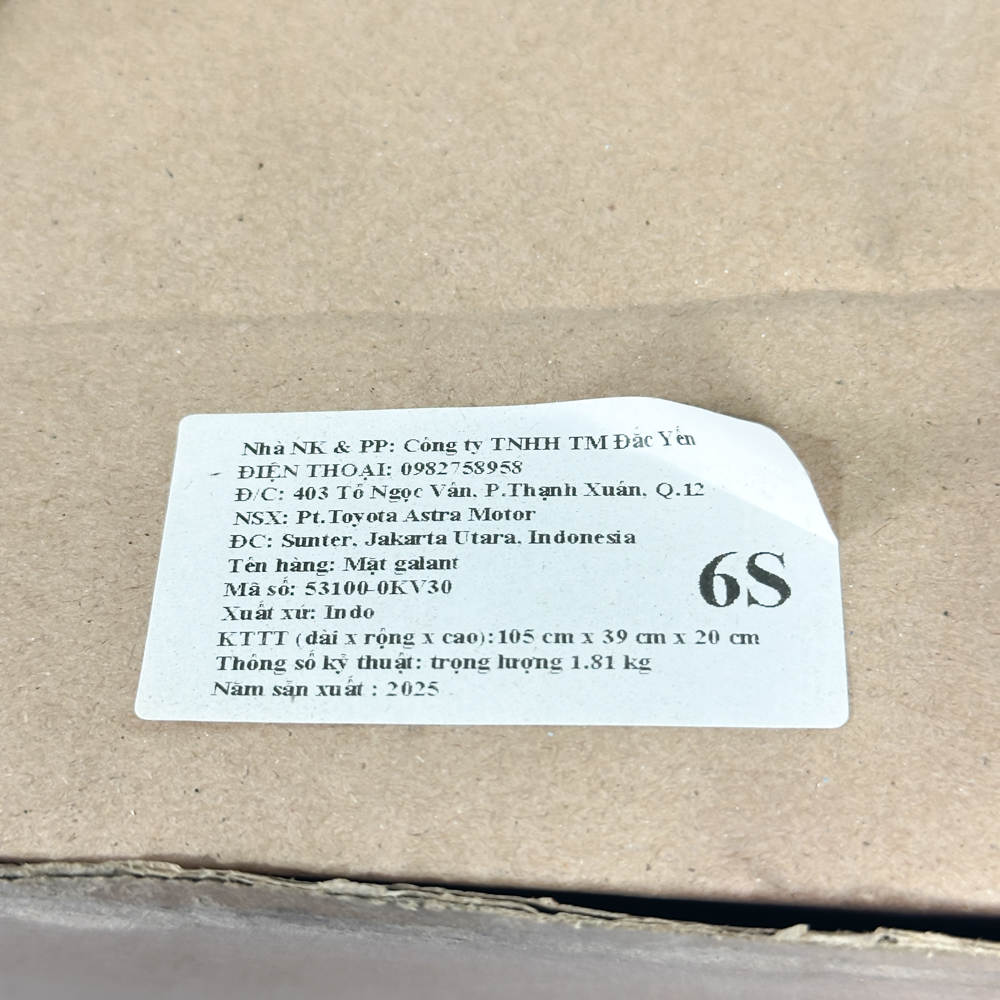 Nhà NK & PP: Công ty TNHH TM Đắc Yến
ĐIỆN THOẠI: 0982758958
Đ/C: 403 Tô Ngọc Vân, P.Thạnh Xuân, Q.12
NSX: Pt.Toyota Astra Motor
ĐC: Sunter, Jakarta Utara, Indonesia
Tên hàng: Mặt galant
Mã số: 53100-0KV30
6S
Xuất xứ: Indo
KTTT (dài x rộng x cao):105 cm x 39 cm x 20 cm
Thông số kỹ thuật: trọng lượng 1.81 kg
Năm sản xuất : 2025